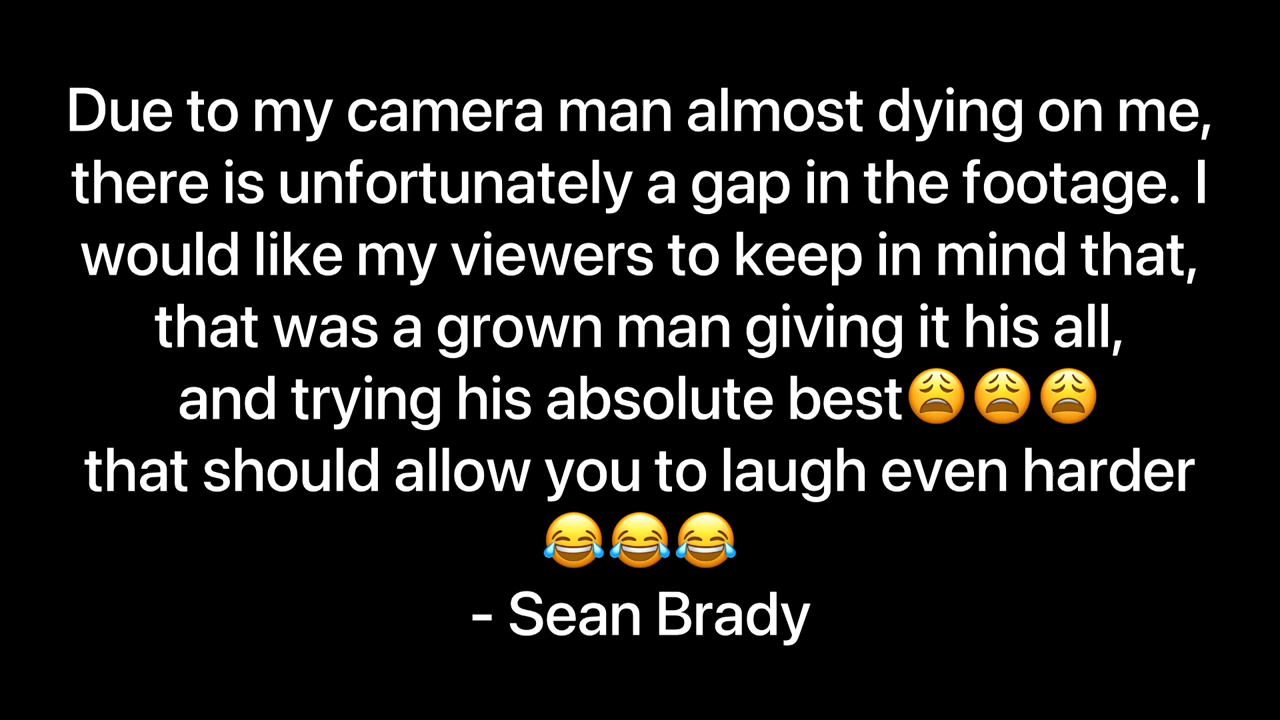 Due to my camera man almost dying on me,
there is unfortunately a gap in the footage. I
would like my viewers to keep in mind that,
that was a grown man giving it his all,
and trying his absolute best😩😩😩
that should allow you to laugh even harder
😂😂😂
- Sean Brady